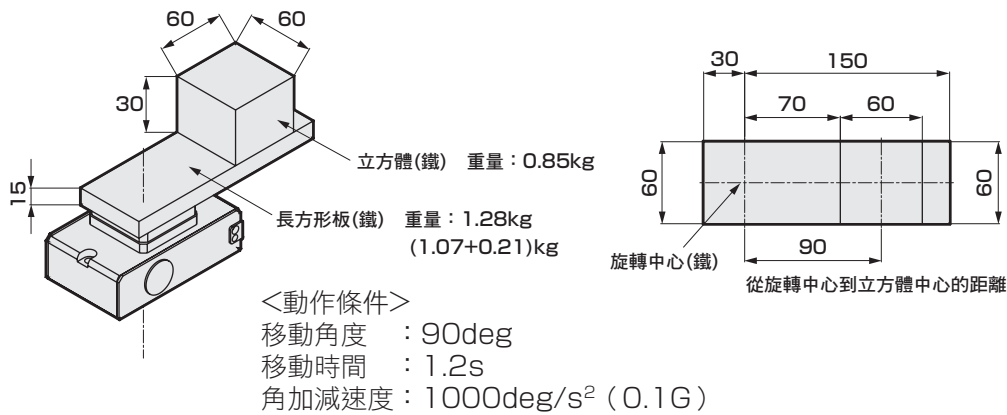 60
60
30
15
立方體(鐵)　重量：0.85kg
長方形板(鐵)　重量：1.28kg
(1.07+0.21)kg
30
150
70
60
60
60
90
旋轉中心(鐵)
從旋轉中心到立方體中心的距離
<動作條件>
移動角度　：90deg
移動時間　：1.2s
角加減速度：1000deg/s²（0.1G）